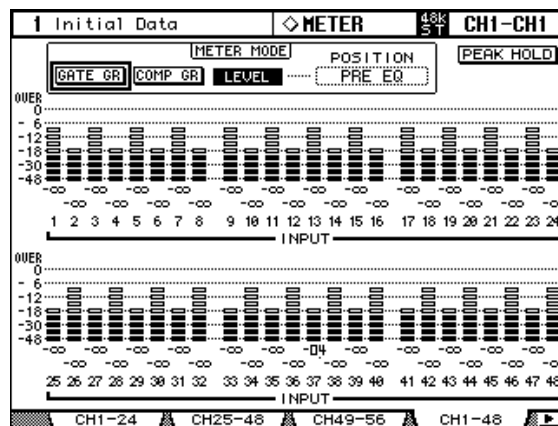 1 Initial Data ◇METER 48K ST CH1-CH1
METER MODE POSITION PEAK HOLD
GATE GR COMP GR LEVEL PRE EQ
OVER
0
-6
-12
-18
-30
-48
-∞ -∞ -∞ -∞ -∞ -∞ -∞ -∞ -∞ -∞ -∞ -∞
-∞ -∞ -∞ -∞ -∞ -∞ -∞ -∞ -∞ -∞ -∞ -∞
1 2 3 4 5 6 7 8 9 10 11 12 13 14 15 16 17 18 19 20 21 22 23 24
INPUT
OVER
0
-6
-12
-18
-30
-48
-∞ -∞ -∞ -∞ -∞ -∞ -04 -∞ -∞ -∞ -∞ -∞
-∞ -∞ -∞ -∞ -∞ -∞ -∞ -∞ -∞ -∞ -∞ -∞
25 26 27 28 29 30 31 32 33 34 35 36 37 38 39 40 41 42 43 44 45 46 47 48
INPUT
CH1-24 CH25-48 CH49-56 CH1-48